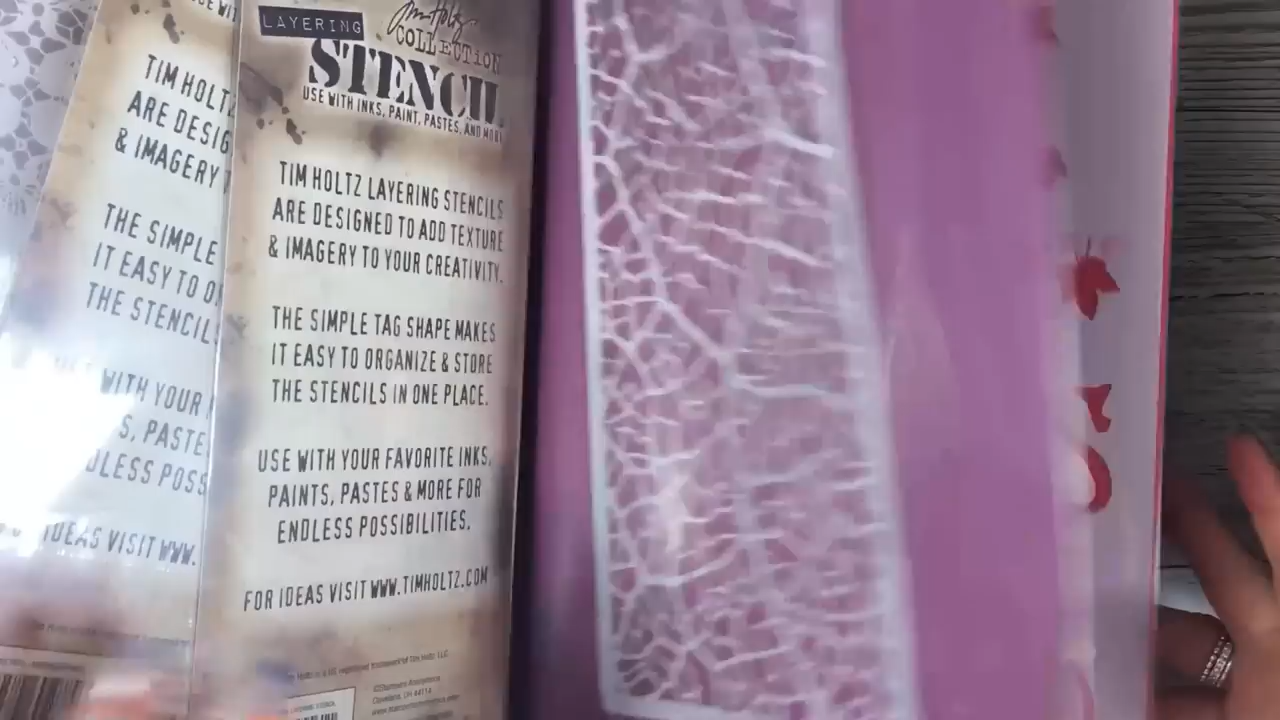 TIM HOLTZ
ARE DESIG
& IMAGERY
THE SIMPLE
IT EASY TO
THE STENCILS
WITH YOUR
S, PASTE
DLESS POSS
IDEAS VISIT WWW.
LAYERING
Tim Holtz
COLLECTION
STENCIL
USE WITH INKS, PAINT, PASTES, AND MORE
TIM HOLTZ LAYERING STENCILS
ARE DESIGNED TO ADD TEXTURE
& IMAGERY TO YOUR CREATIVITY.
THE SIMPLE TAG SHAPE MAKES
IT EASY TO ORGANIZE & STORE
THE STENCILS IN ONE PLACE.
USE WITH YOUR FAVORITE INKS,
PAINTS, PASTES & MORE FOR
ENDLESS POSSIBILITIES.
FOR IDEAS VISIT WWW.TIMHOLTZ.COM